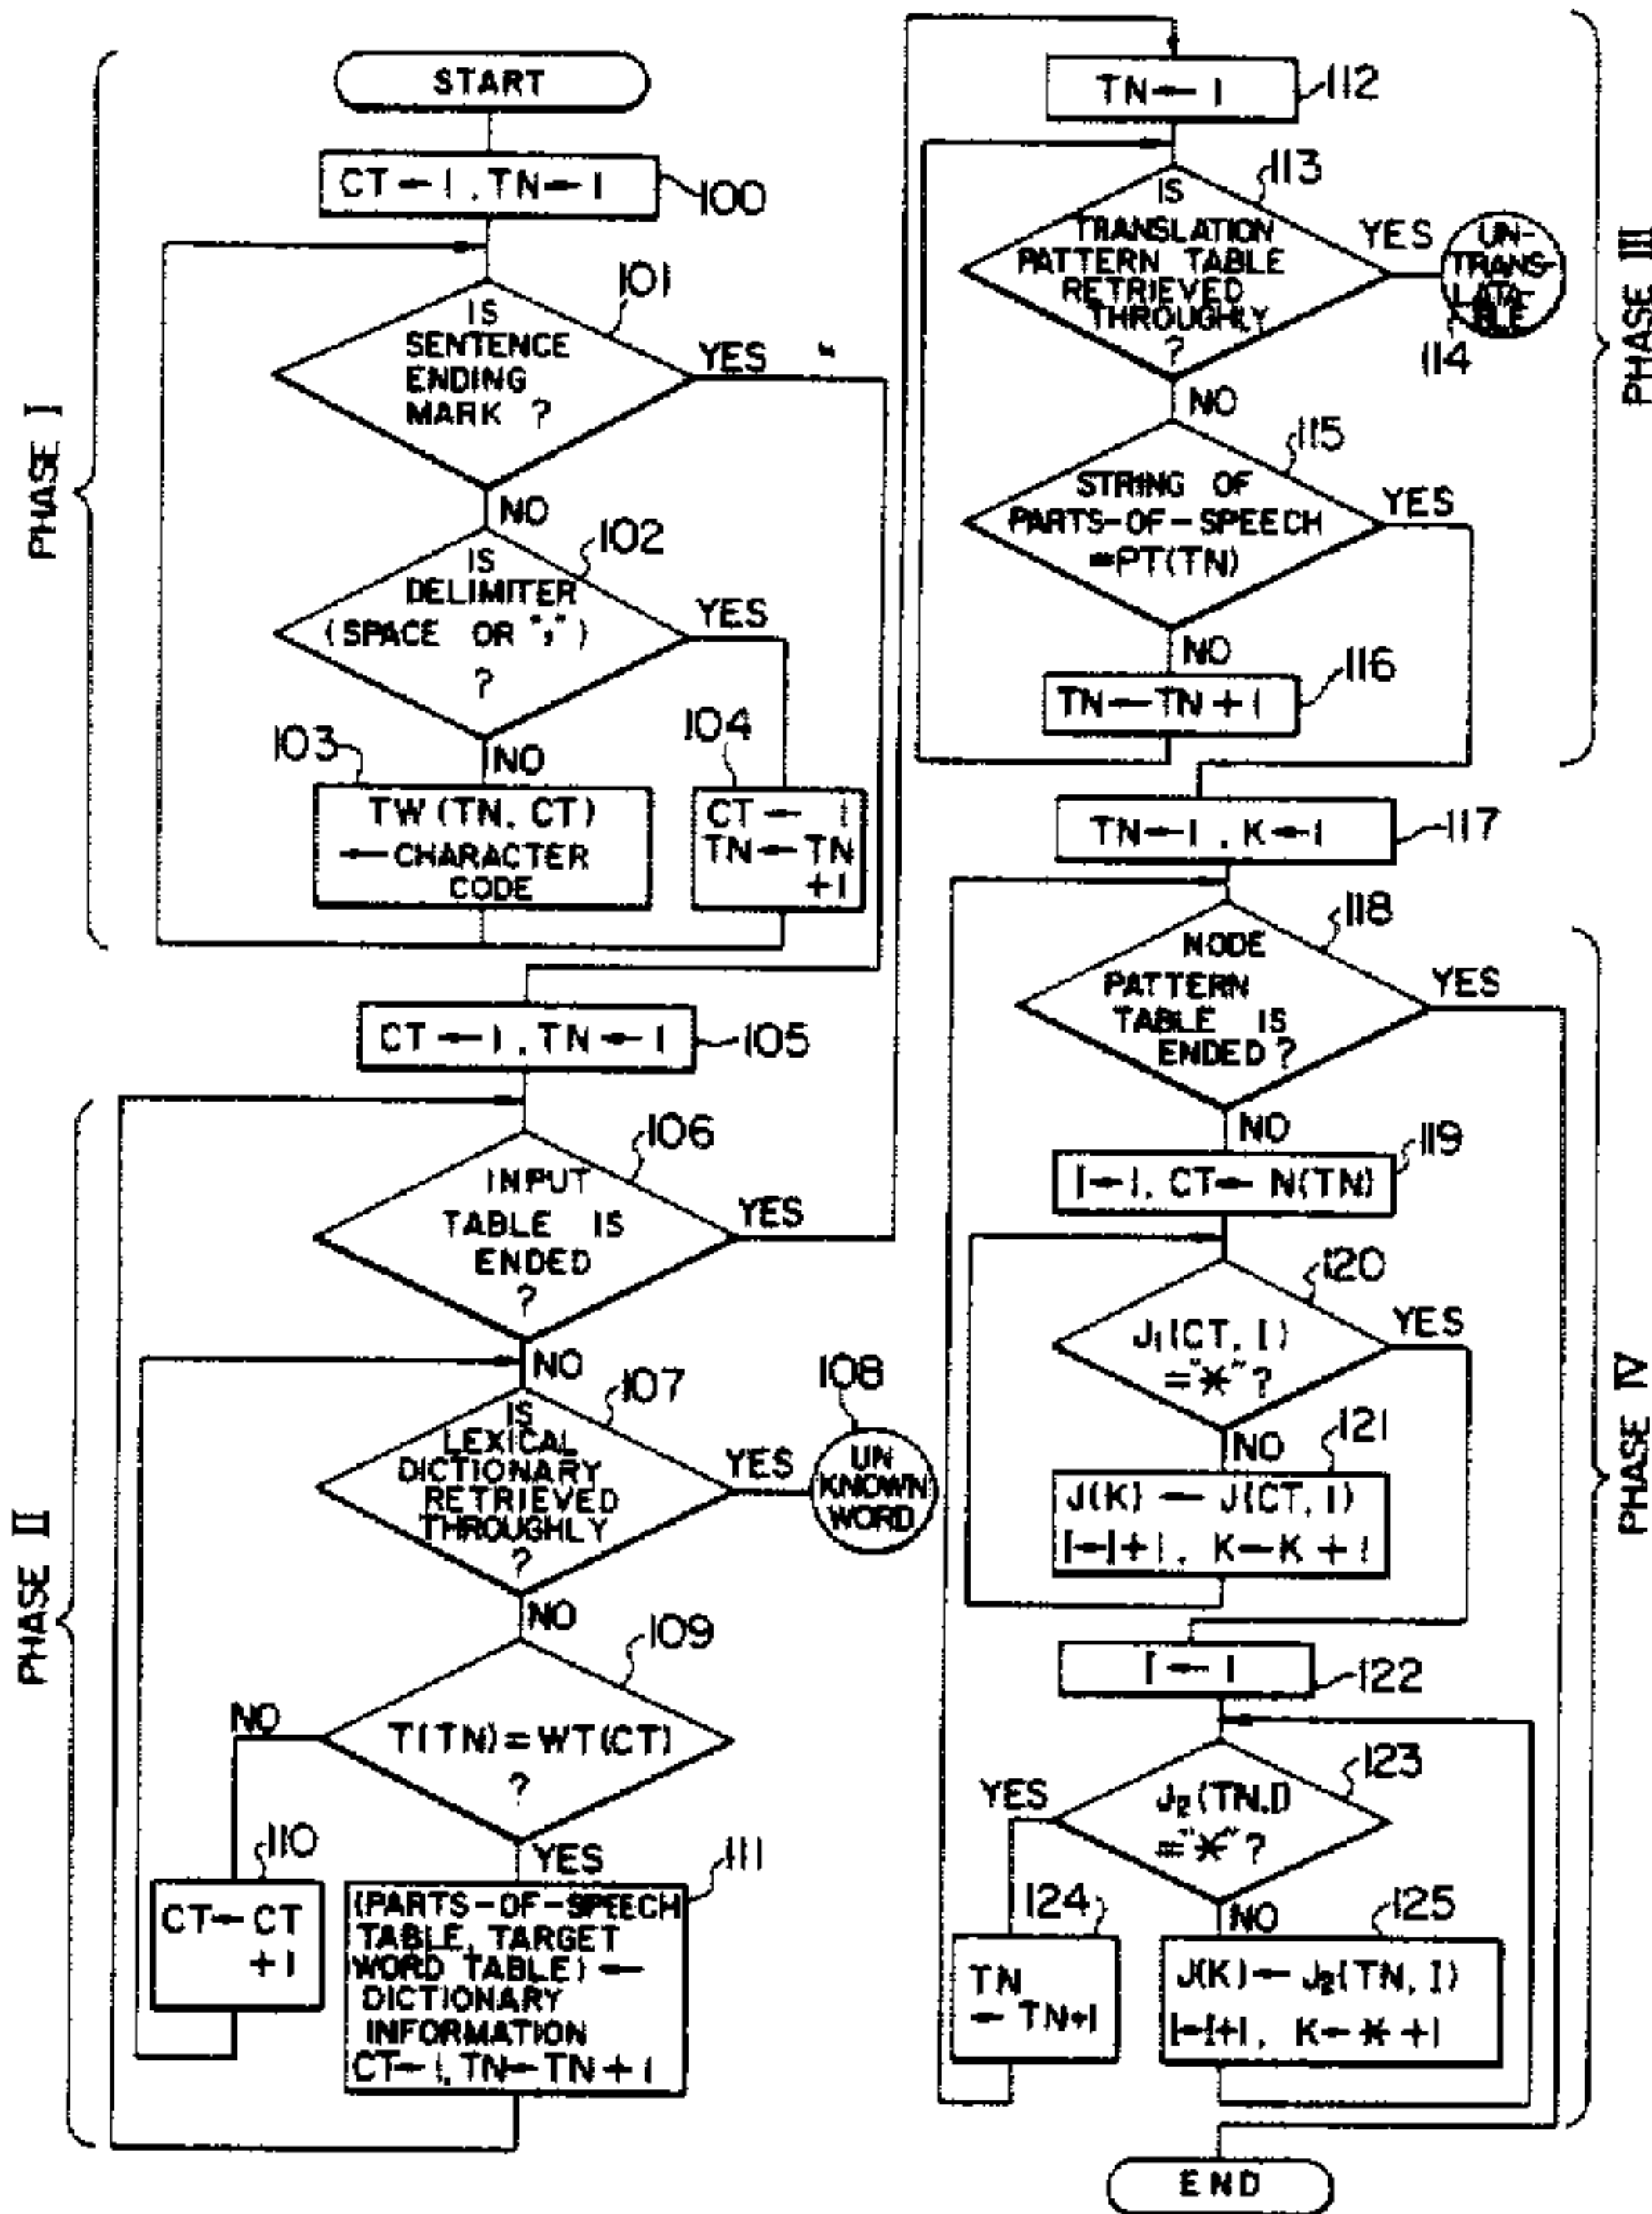 PHASE I
START
CT ← 1, TN ← 1
100
IS
SENTENCE
ENDING
MARK ?
101
YES
NO
IS
DELIMITER
(SPACE OR ",")
?
102
YES
NO
103
TW (TN, CT)
← CHARACTER
CODE
104
CT ← 1
TN ← TN
+1
CT ← 1, TN ← 1
105
PHASE II
INPUT
TABLE IS
ENDED
?
106
YES
NO
IS
LEXICAL
DICTIONARY
RETRIEVED
THROUGHLY
?
107
YES
108
UN
KNOWN
WORD
NO
109
T(TN) = WT(CT)
?
NO
YES
110
CT ← CT
+1
111
(PARTS-OF-SPEECH
TABLE, TARGET
WORD TABLE) ←
DICTIONARY
INFORMATION
CT ← 1, TN ← TN + 1
PHASE III
TN ← 1
112
IS
TRANSLATION
PATTERN TABLE
RETRIEVED
THROUGHLY
?
113
YES
UN-
TRANS-
LATA-
BLE
114
NO
STRING OF
PARTS-OF-SPEECH
=PT(TN)
115
YES
NO
TN ← TN + 1
116
TN ← 1, K ← 1
117
PHASE IV
NODE
PATTERN
TABLE IS
ENDED?
118
YES
NO
I ← 1, CT ← N(TN)
119
J₁(CT, I)
="*"?
120
YES
NO
121
J(K) ← J(CT, I)
I ← I+1, K ← K + 1
I ← 1
122
J₂(TN,I)
="*"?
123
YES
NO
124
TN
← TN+1
125
J(K) ← J₂(TN, I)
I ← I+1, K ← * +1
END